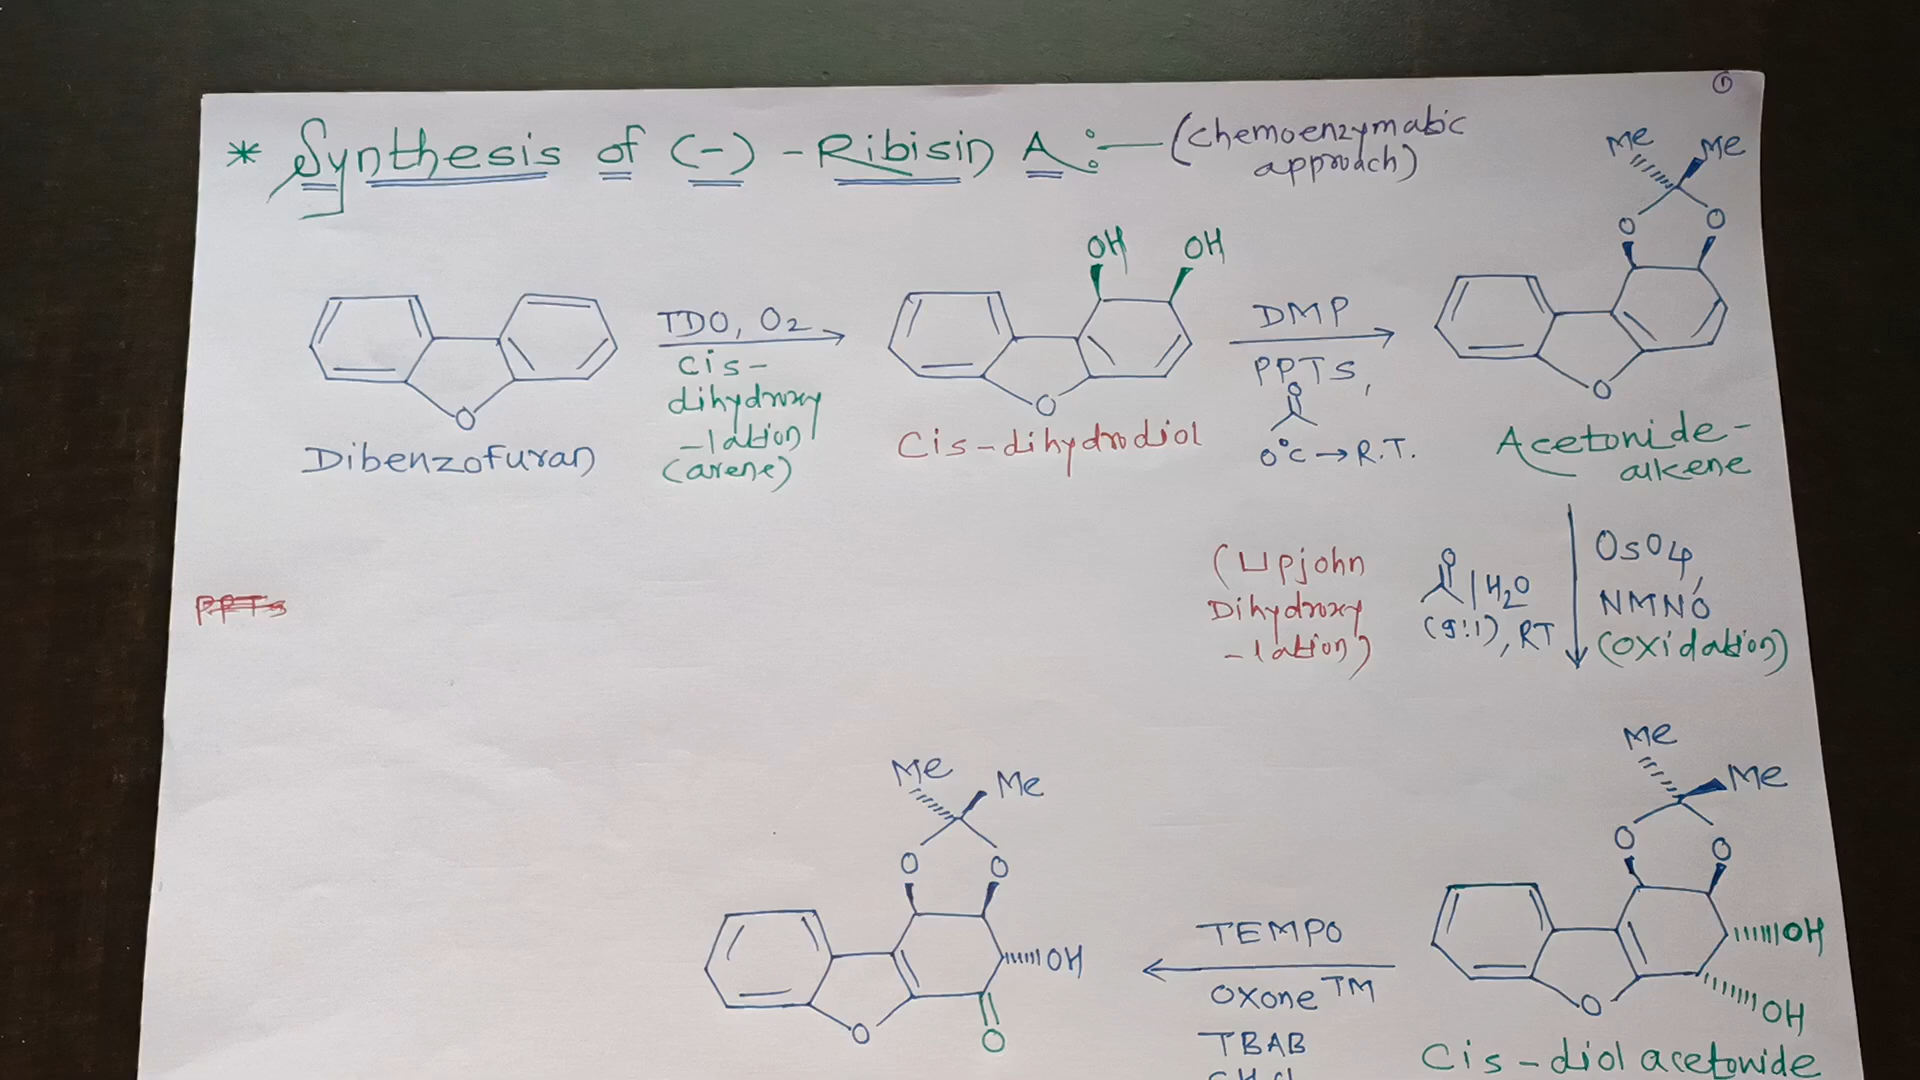 ①
* Synthesis of (-) - Ribisin A :- (chemoenzymatic
approach)
Me Me
O O
OH OH
TDO, O2
cis-
dihydroxy
-lation
(arene)
DMP
PPTS,
O
0°C → R.T.
O
O
O
Dibenzofuran
Cis-dihydrodiol
Acetonide-
alkene
(Upjohn
Dihydroxy
-lation)
O
/H2O
(9:1), RT
OsO4,
NMNO
(oxidation)
PPTS
Me
Me
O O
OH
OH
O
Cis-diol acetonide
TEMPO
Oxone™
TBAB
Me Me
O O
OH
O
O